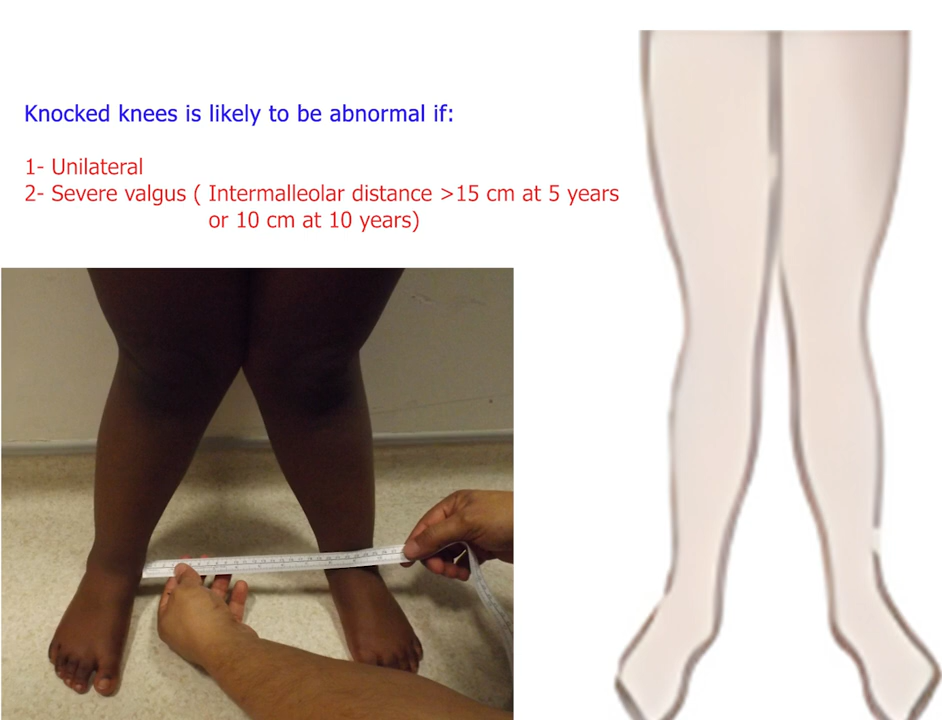 Knocked knees is likely to be abnormal if:
1- Unilateral
2- Severe valgus ( Intermalleolar distance >15 cm at 5 years
or 10 cm at 10 years)